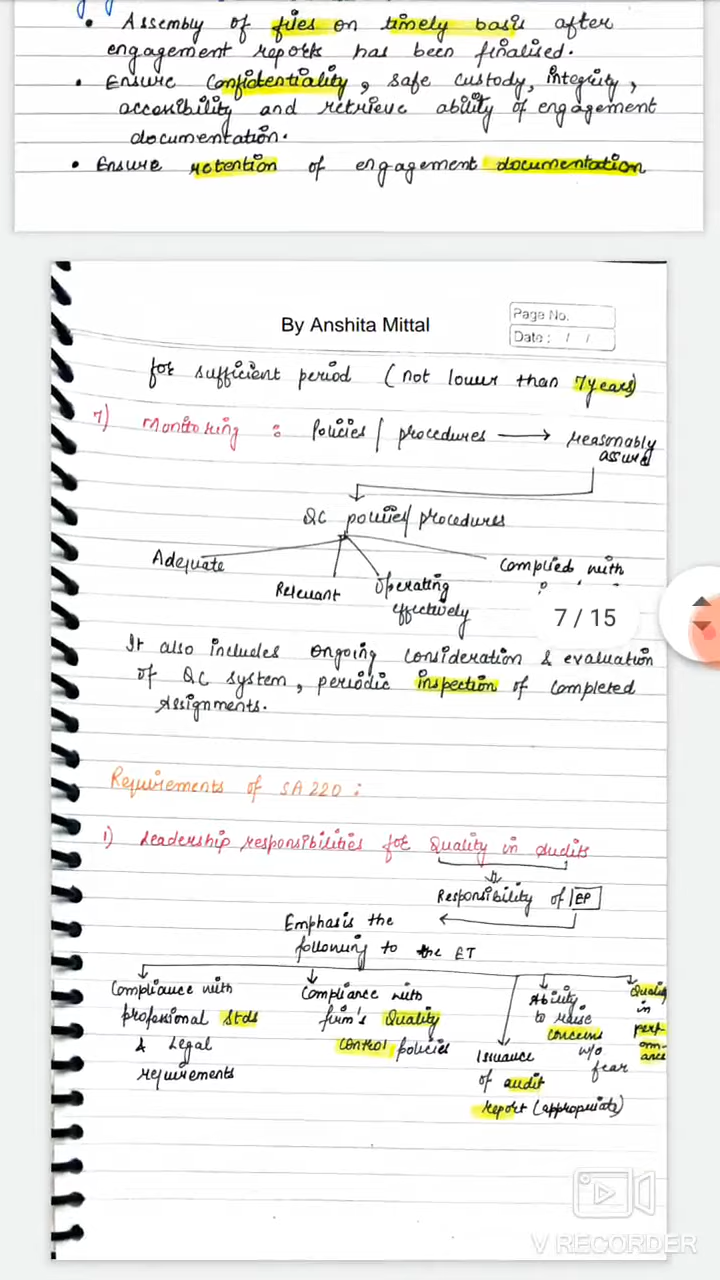 • Assembly of files on timely basis after
engagement reports has been finalised.
• Ensure Confidentiality, safe custody, integrity,
accessibility and retrieve ability of engagement
documentation.
• Ensure retention of engagement documentation
By Anshita Mittal
Page No.
Date : / /
for sufficient period (not lower than 7 years)
7) Monitoring : Policies / procedures → reasonably
assured
QC policies/procedures
Adequate
Relevant
Operating
effectively
Complied with
7 / 15
It also includes ongoing consideration & evaluation
of QC system, periodic inspection of completed
Assignments.
Requirements of SA 220 :
1) Leadership responsibilities for Quality in Audits
Responsibility of EP
Emphasis the
following to the ET
Compliance with
professional Stds
& Legal
requirements
Compliance with
firm's Quality
Control policies
Issuance
of audit
report (appropriate)
Ability
to raise
concerns
w/o
fear
Quality
in
perf-
orm-
ance
V RECORDER